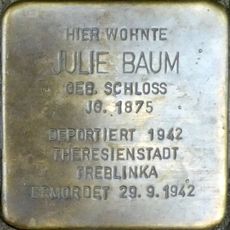 HIER WOHNTE
JULIE BAUM
GEB. SCHLOSS
JG. 1875
DEPORTIERT 1942
THERESIENSTADT
TREBLINKA
ERMORDET 29.9.1942